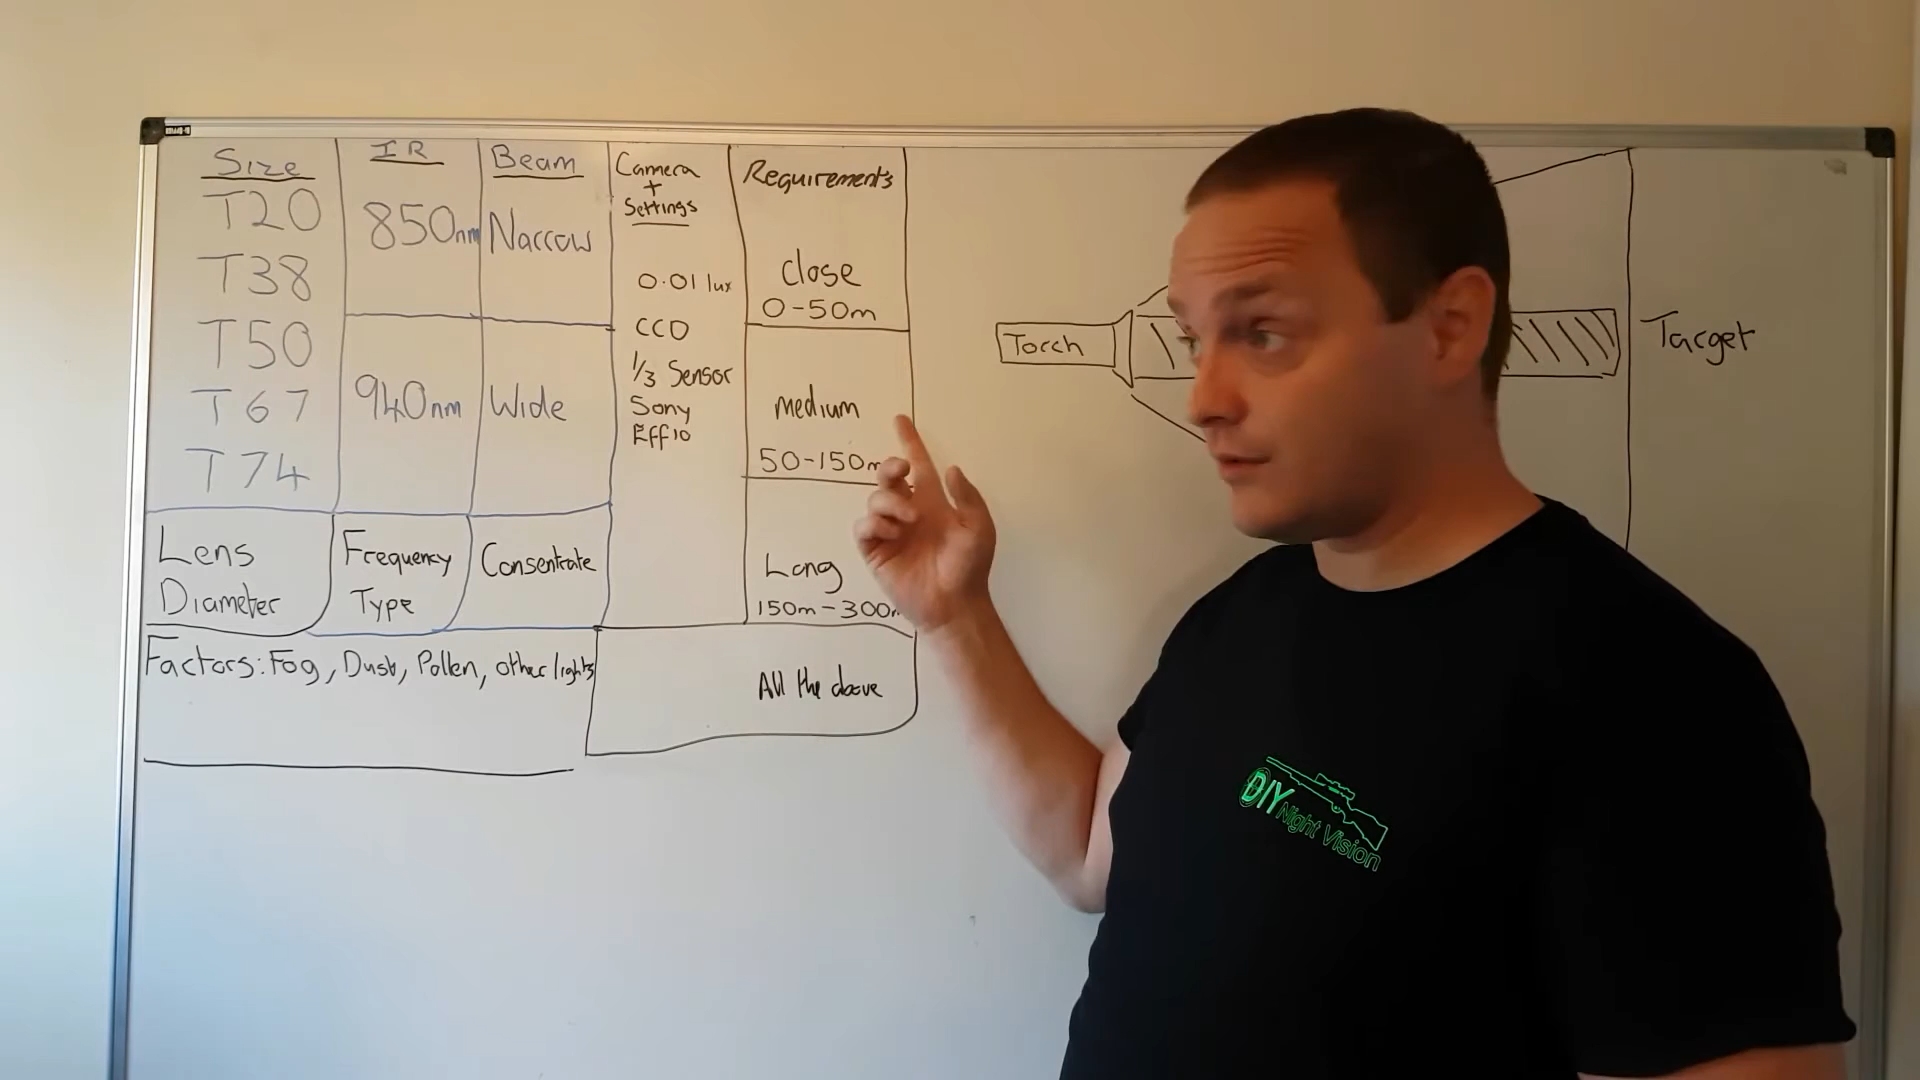 Size
T20
T38
T50
T67
T74
Lens
Diameter
IR
850nm
940nm
Frequency
Type
Beam
Narrow
Wide
Consentrate
Camera
+
Settings
0.01 lux
CCD
1/3 Sensor
Sony
Eff10
Requirements
Close
0-50m
Medium
50-150m
Long
150m-300m
Factors: Fog, Dust, Pollen, other lights
All the above
Torch
Target
DIY
Night Vision